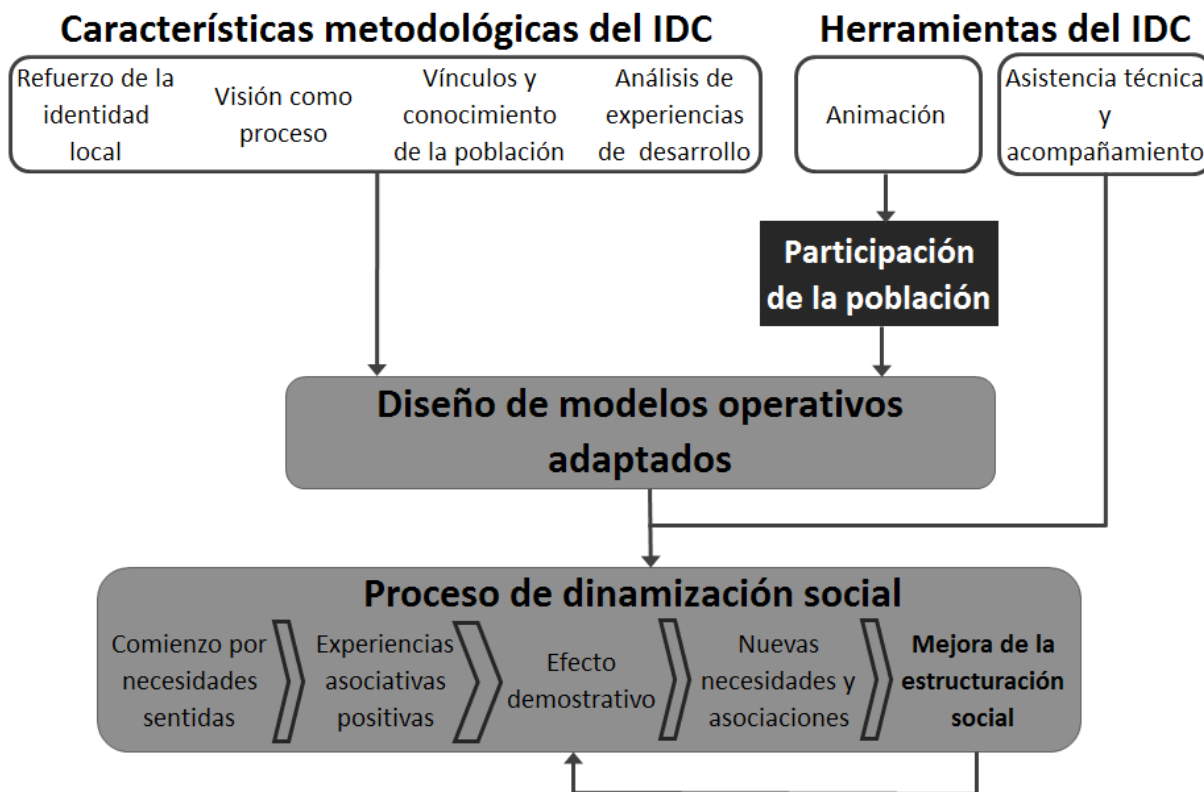 Características metodológicas del IDC
Herramientas del IDC
Refuerzo de la
identidad
local
Visión como
proceso
Vínculos y
conocimiento
de la población
Análisis de
experiencias
de desarrollo
Animación
Asistencia técnica
y
acompañamiento
Participación
de la población
Diseño de modelos operativos
adaptados
Proceso de dinamización social
Comienzo por
necesidades
sentidas
Experiencias
asociativas
positivas
Efecto
demostrativo
Nuevas
necesidades y
asociaciones
Mejora de la
estructuración
social